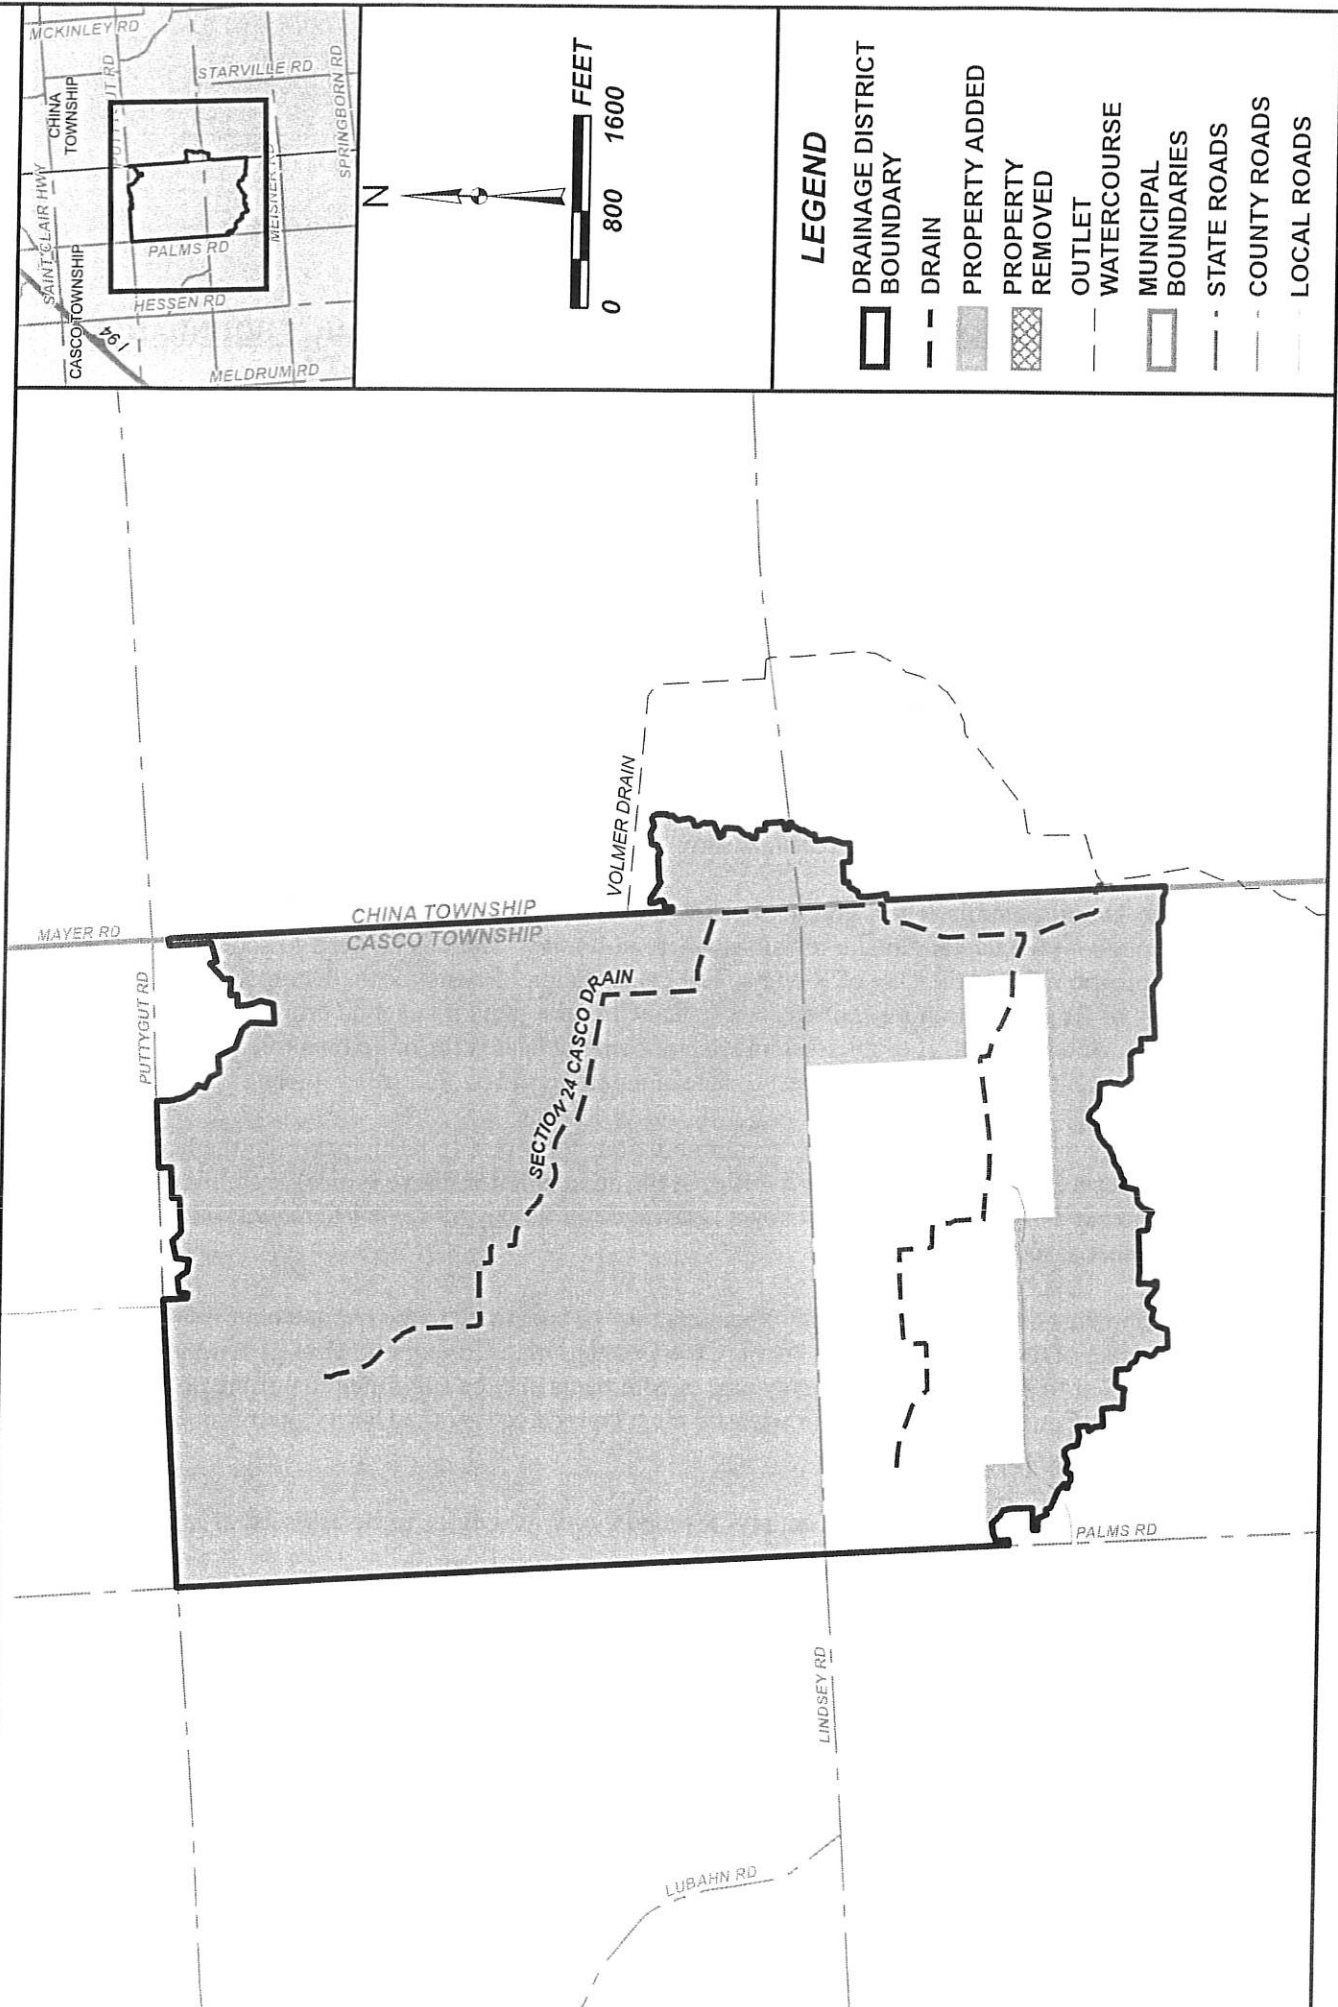 MCKINLEY RD
CHINA
TOWNSHIP
STARVILLE RD
SPRINGBORN RD
SAINT CLAIR HWY
PALMS RD
MEISNER RD
CASCO TOWNSHIP
HESSEN RD
I 94
MELDRUM RD
N
FEET
0 800 1600
LEGEND
DRAINAGE DISTRICT
BOUNDARY
DRAIN
PROPERTY ADDED
PROPERTY
REMOVED
OUTLET
WATERCOURSE
MUNICIPAL
BOUNDARIES
STATE ROADS
COUNTY ROADS
LOCAL ROADS
MAYER RD
PUTTYGUT RD
CHINA TOWNSHIP
CASCO TOWNSHIP
VOLMER DRAIN
SECTION 24 CASCO DRAIN
PALMS RD
LINDSEY RD
LUBAHN RD